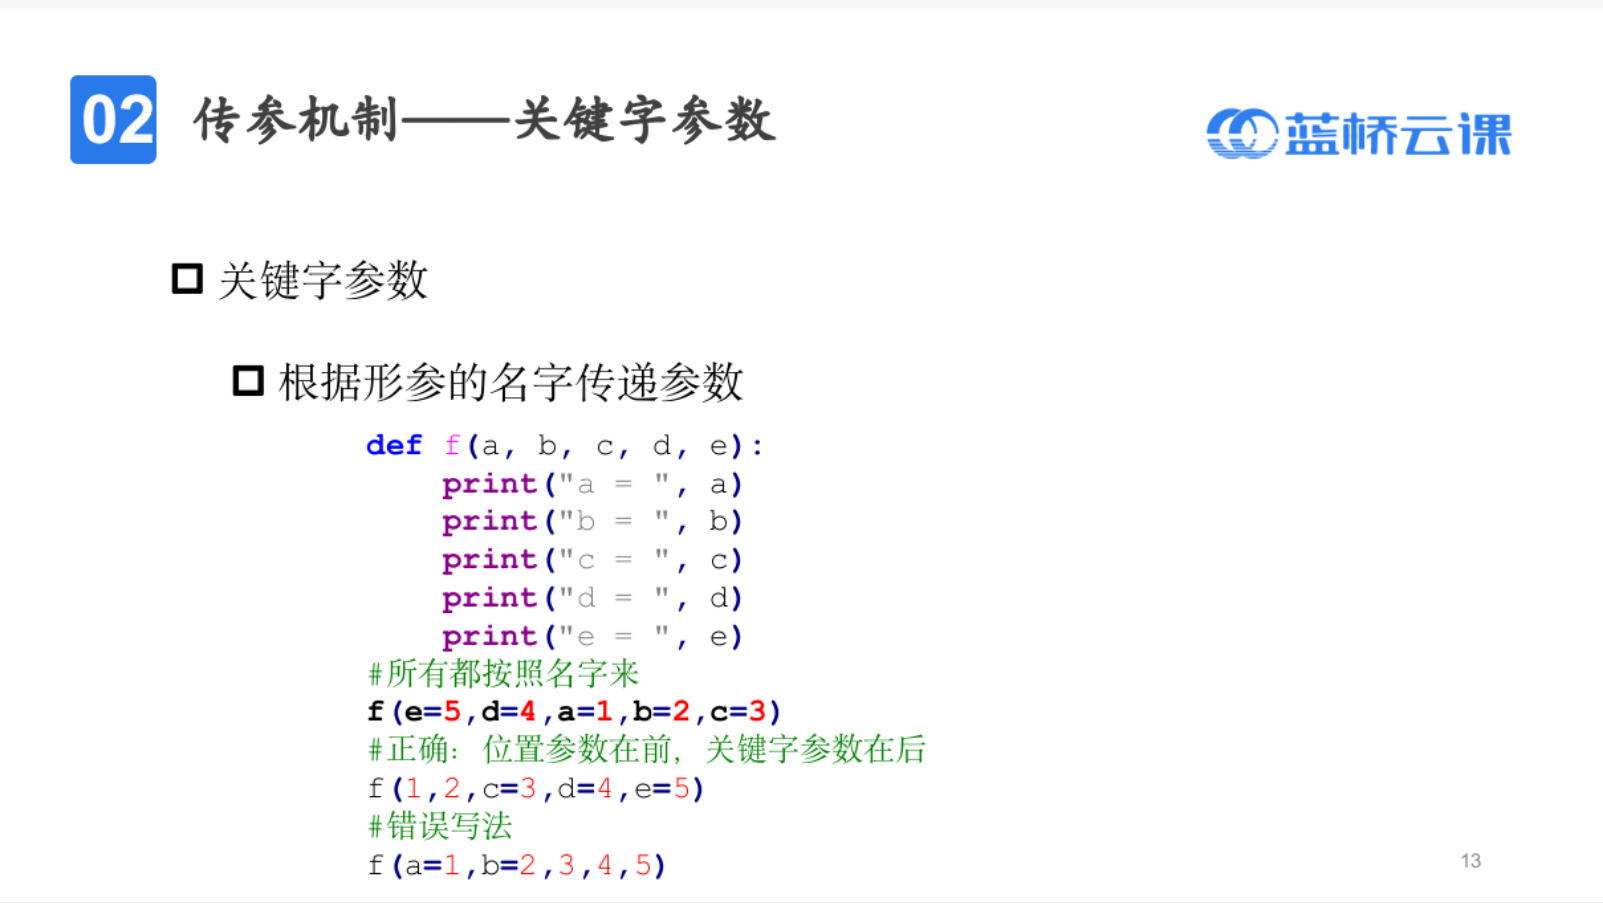 02 传参机制——关键字参数
蓝桥云课
关键字参数
根据形参的名字传递参数
def f(a, b, c, d, e):
    print("a = ", a)
    print("b = ", b)
    print("c = ", c)
    print("d = ", d)
    print("e = ", e)
#所有都按照名字来
f(e=5,d=4,a=1,b=2,c=3)
#正确：位置参数在前，关键字参数在后
f(1,2,c=3,d=4,e=5)
#错误写法
f(a=1,b=2,3,4,5)
13